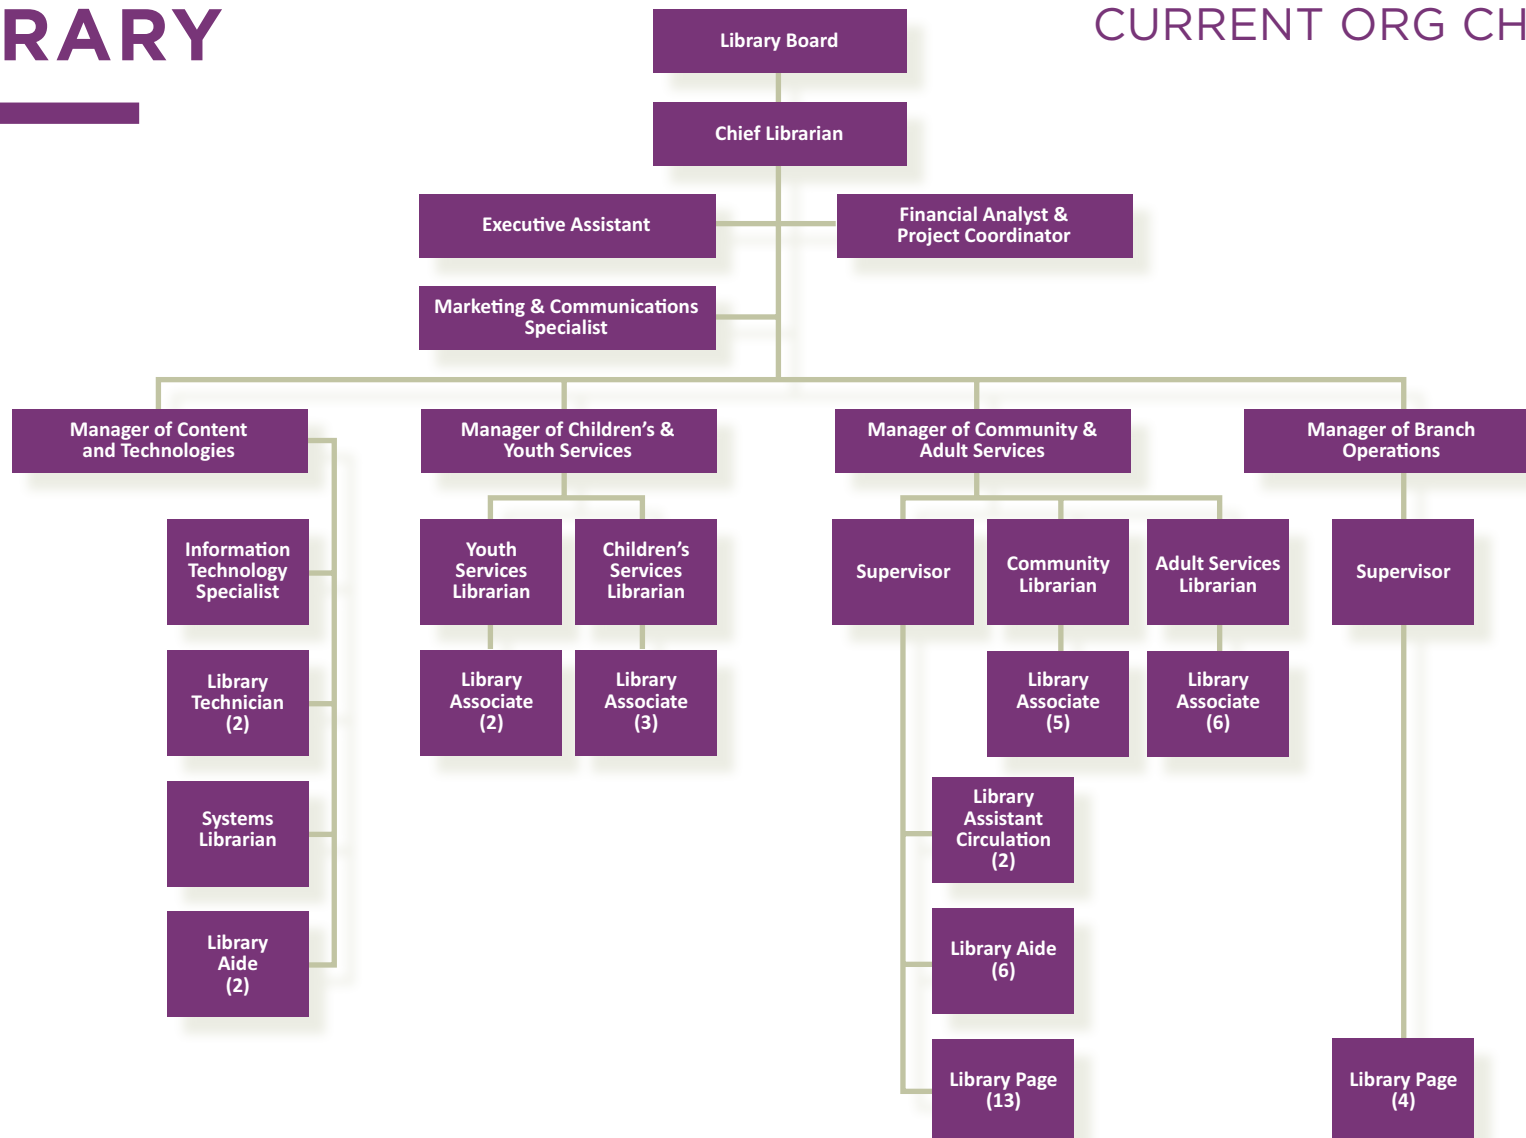 RARY
CURRENT ORG CH
Library Board
Chief Librarian
Executive Assistant
Financial Analyst &
Project Coordinator
Marketing & Communications
Specialist
Manager of Content
and Technologies
Manager of Children’s &
Youth Services
Manager of Community &
Adult Services
Manager of Branch
Operations
Information
Technology
Specialist
Youth
Services
Librarian
Children’s
Services
Librarian
Supervisor
Community
Librarian
Adult Services
Librarian
Supervisor
Library
Technician
(2)
Library
Associate
(2)
Library
Associate
(3)
Library
Associate
(5)
Library
Associate
(6)
Systems
Librarian
Library
Assistant
Circulation
(2)
Library
Aide
(2)
Library Aide
(6)
Library Page
(13)
Library Page
(4)